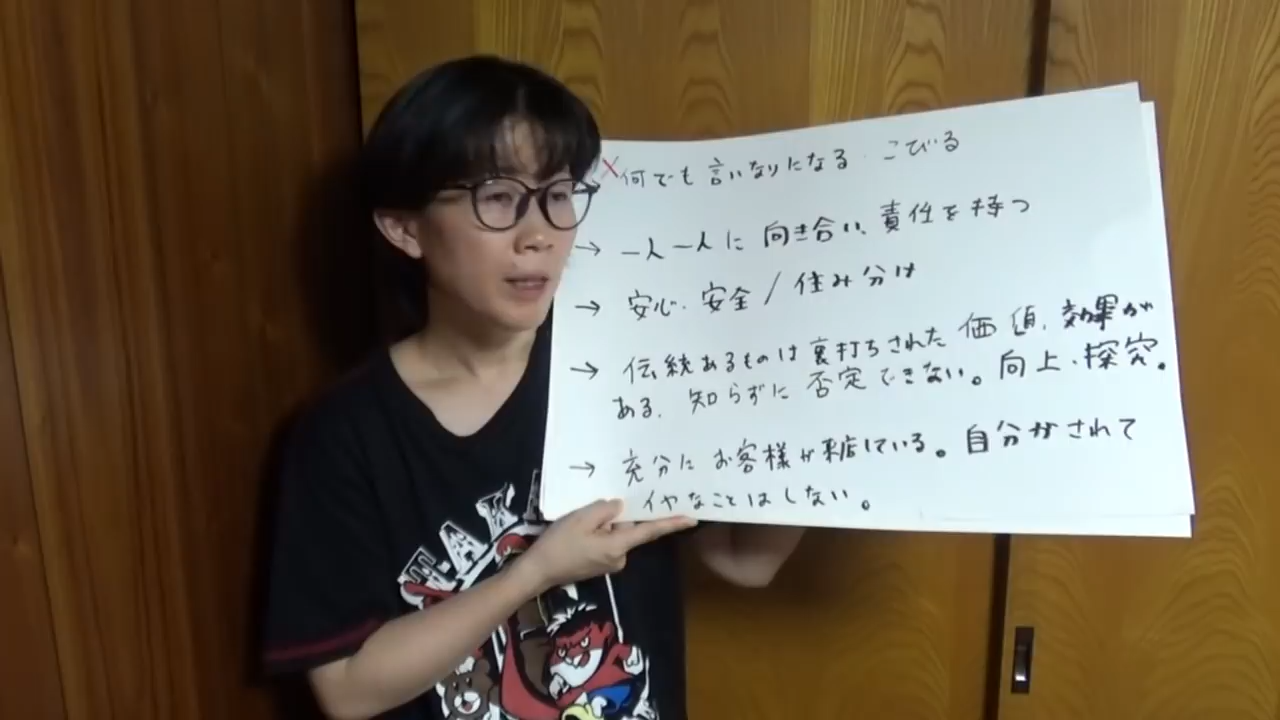 ×何でも言いなりになる・こびる
→ 一人一人に向き合い、責任を持つ
→ 安心・安全/住み分け
→ 伝統あるものは裏打ちされた価値、効果が
ある。知らずに否定できない。向上・探究。
→ 充分にお客様が来店している。自分がされて
イヤなことはしない。